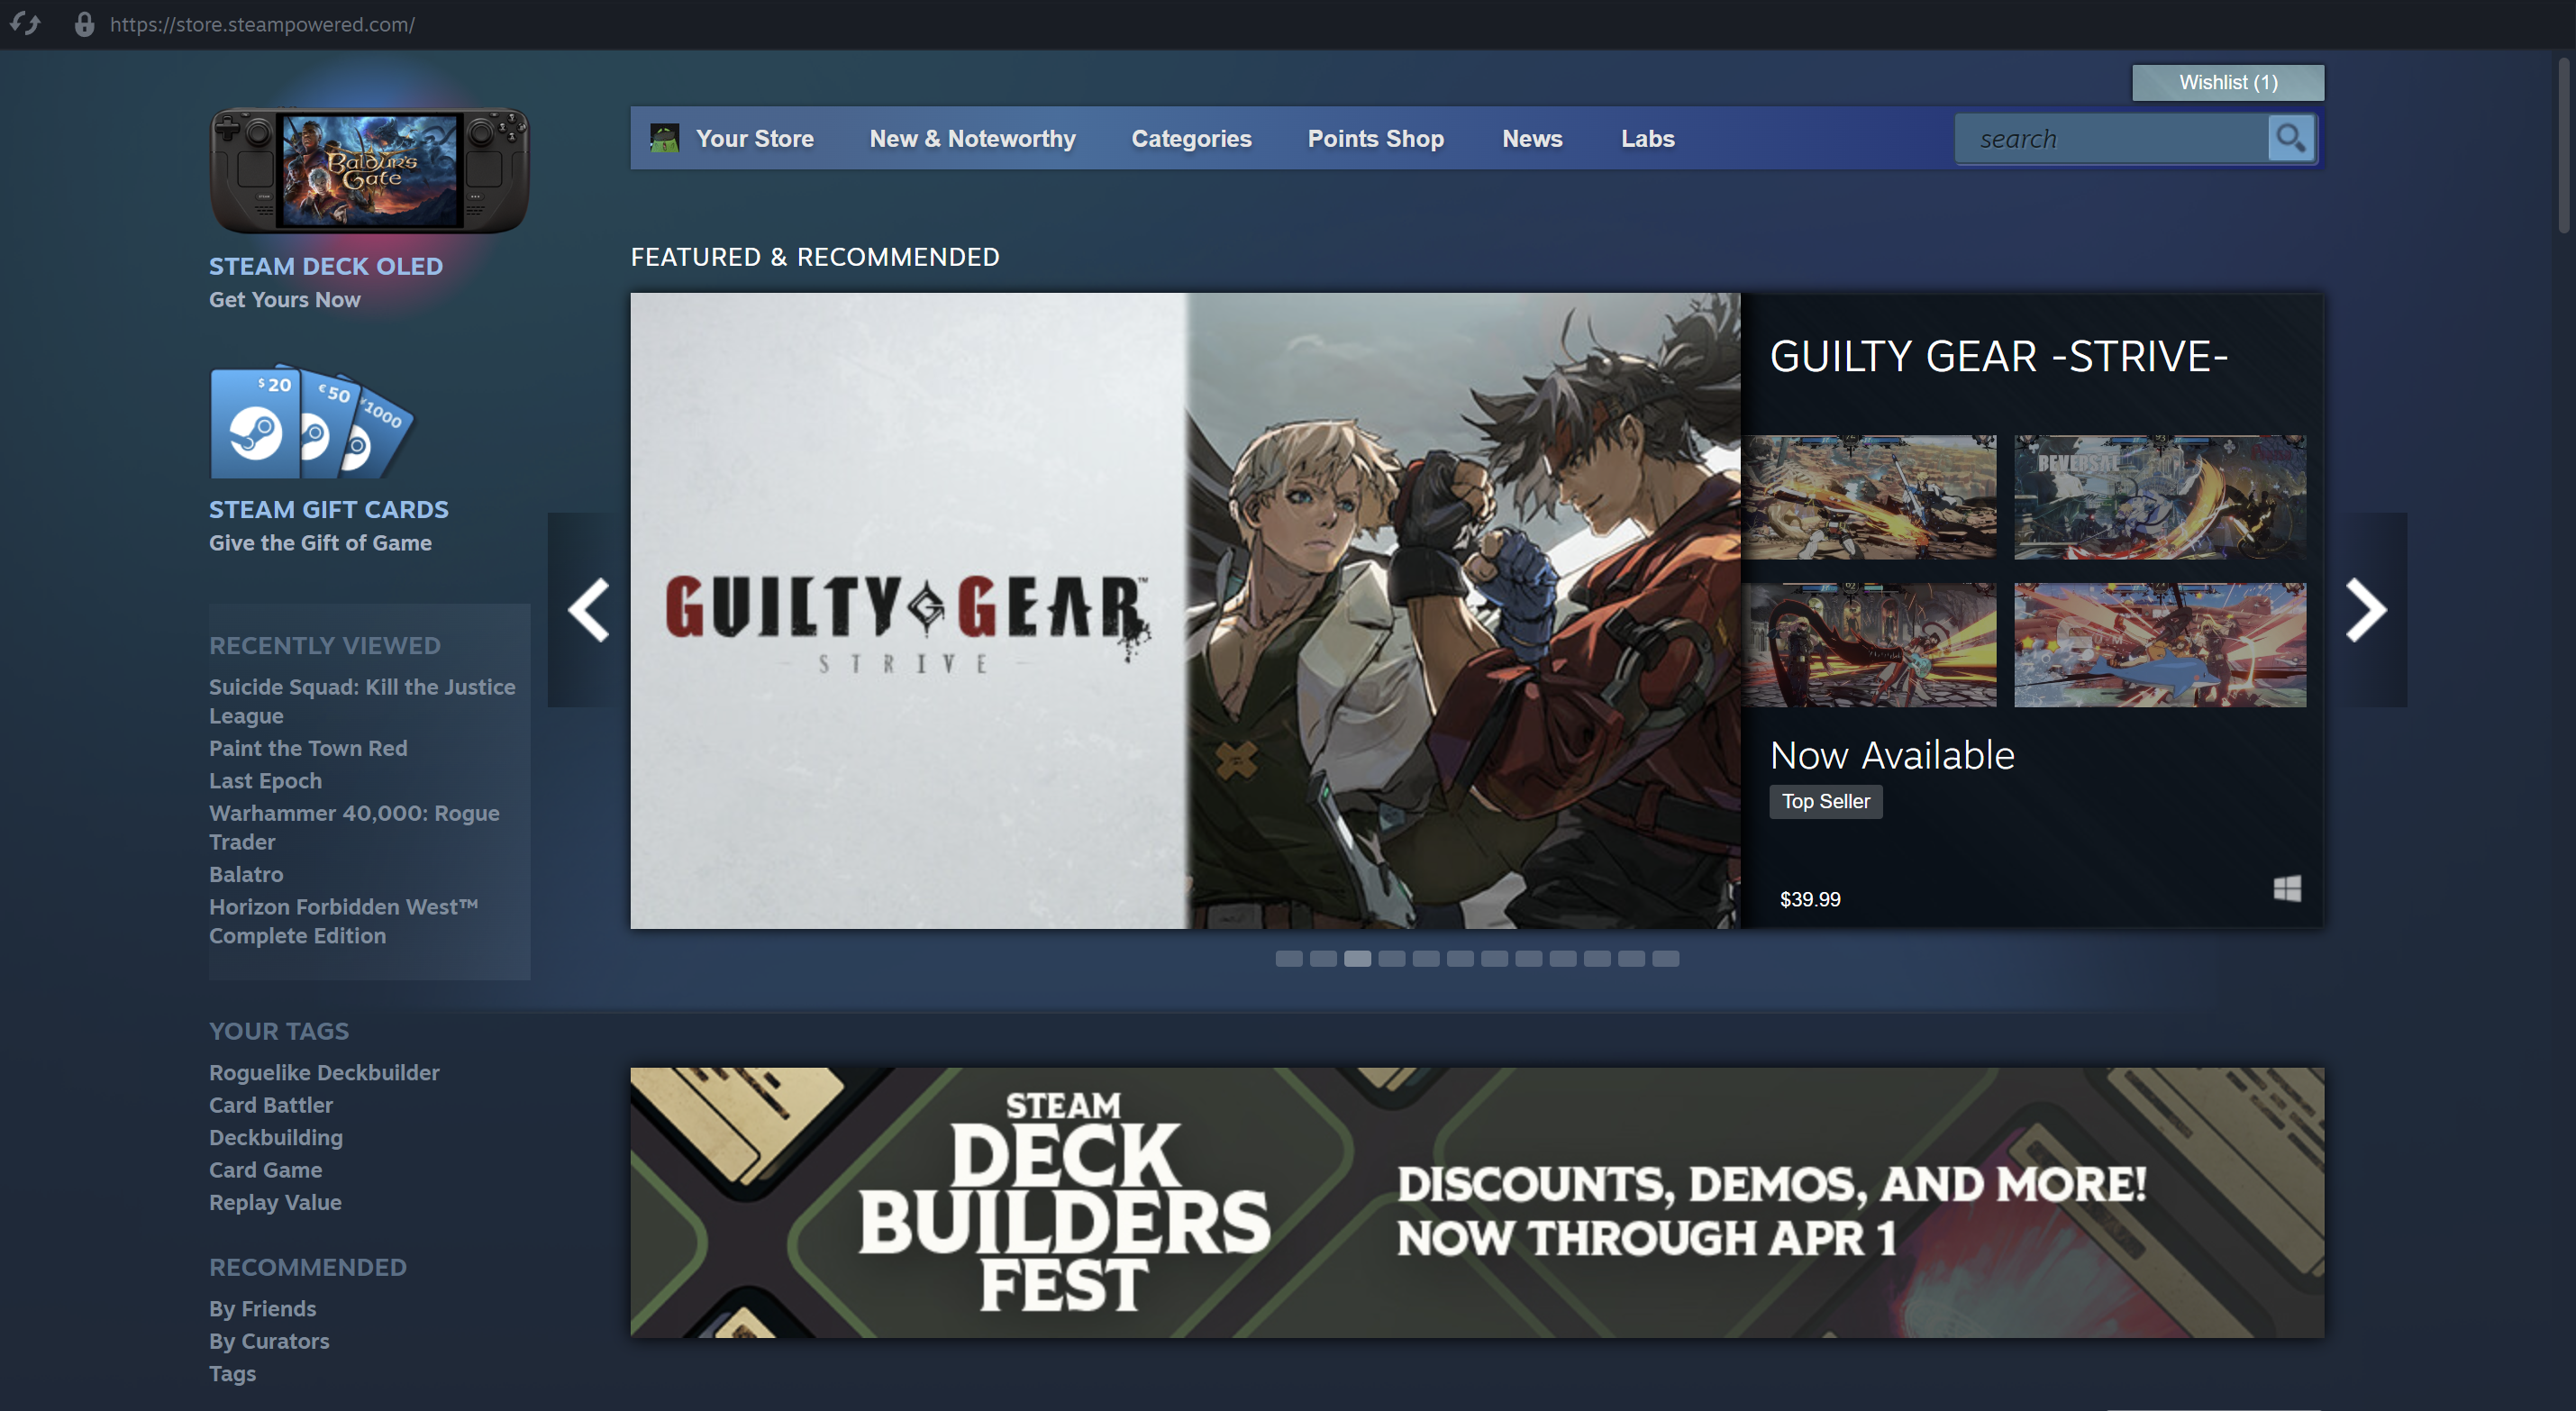 https://store.steampowered.com/
Wishlist (1)
Your Store
New & Noteworthy
Categories
Points Shop
News
Labs
search
Baldur's
Gate
STEAM DECK OLED
Get Yours Now
$ 20
€ 50
¥1000
STEAM GIFT CARDS
Give the Gift of Game
RECENTLY VIEWED
Suicide Squad: Kill the Justice
League
Paint the Town Red
Last Epoch
Warhammer 40,000: Rogue
Trader
Balatro
Horizon Forbidden West™
Complete Edition
YOUR TAGS
Roguelike Deckbuilder
Card Battler
Deckbuilding
Card Game
Replay Value
RECOMMENDED
By Friends
By Curators
Tags
FEATURED & RECOMMENDED
GUILTY GEAR™
STRIVE
GUILTY GEAR -STRIVE-
REVERSAL
Now Available
Top Seller
$39.99
STEAM
DECK
BUILDERS
FEST
DISCOUNTS, DEMOS, AND MORE!
NOW THROUGH APR 1